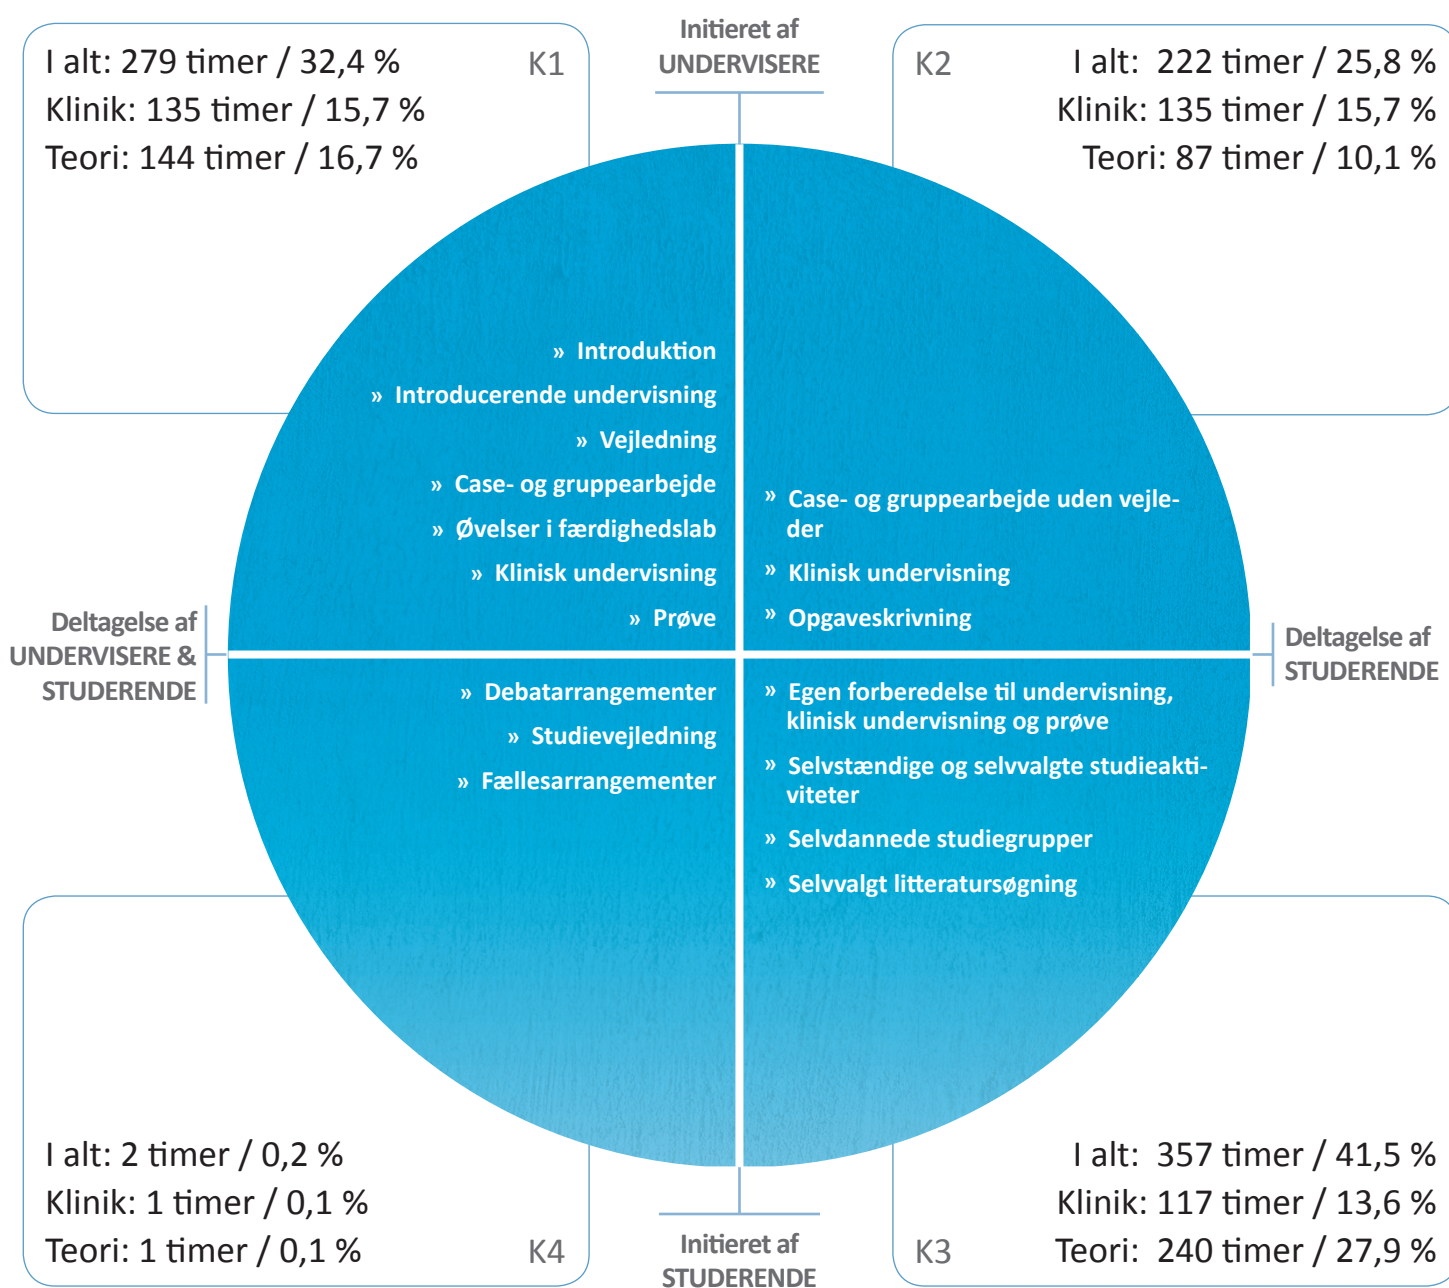 Initieret af
UNDERVISERE
I alt: 279 timer / 32,4 %
Klinik: 135 timer / 15,7 %
Teori: 144 timer / 16,7 %
K1
K2
I alt: 222 timer / 25,8 %
Klinik: 135 timer / 15,7 %
Teori: 87 timer / 10,1 %
» Introduktion
» Introducerende undervisning
» Vejledning
» Case- og gruppearbejde
» Øvelser i færdighedslab
» Klinisk undervisning
» Prøve
» Case- og gruppearbejde uden vejle-
der
» Klinisk undervisning
» Opgaveskrivning
Deltagelse af
UNDERVISERE &
STUDERENDE
Deltagelse af
STUDERENDE
» Debatarrangementer
» Studievejledning
» Fællesarrangementer
» Egen forberedelse til undervisning,
klinisk undervisning og prøve
» Selvstændige og selvvalgte studieakti-
viteter
» Selvdannede studiegrupper
» Selvvalgt litteratursøgning
I alt: 2 timer / 0,2 %
Klinik: 1 timer / 0,1 %
Teori: 1 timer / 0,1 %
K4
K3
I alt: 357 timer / 41,5 %
Klinik: 117 timer / 13,6 %
Teori: 240 timer / 27,9 %
Initieret af
STUDERENDE